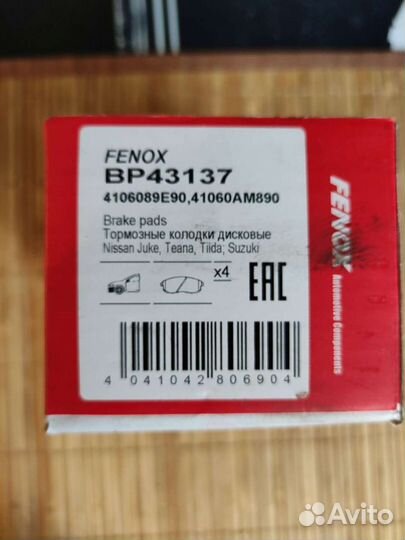 FENOX
BP43137
4106089E90,41060AM890
Brake pads
Тормозные колодки дисковые
Nissan Juke, Teana, Tiida, Suzuki
x4
EAC
4 041042 806904
FENOX
Automotive Components
Avito